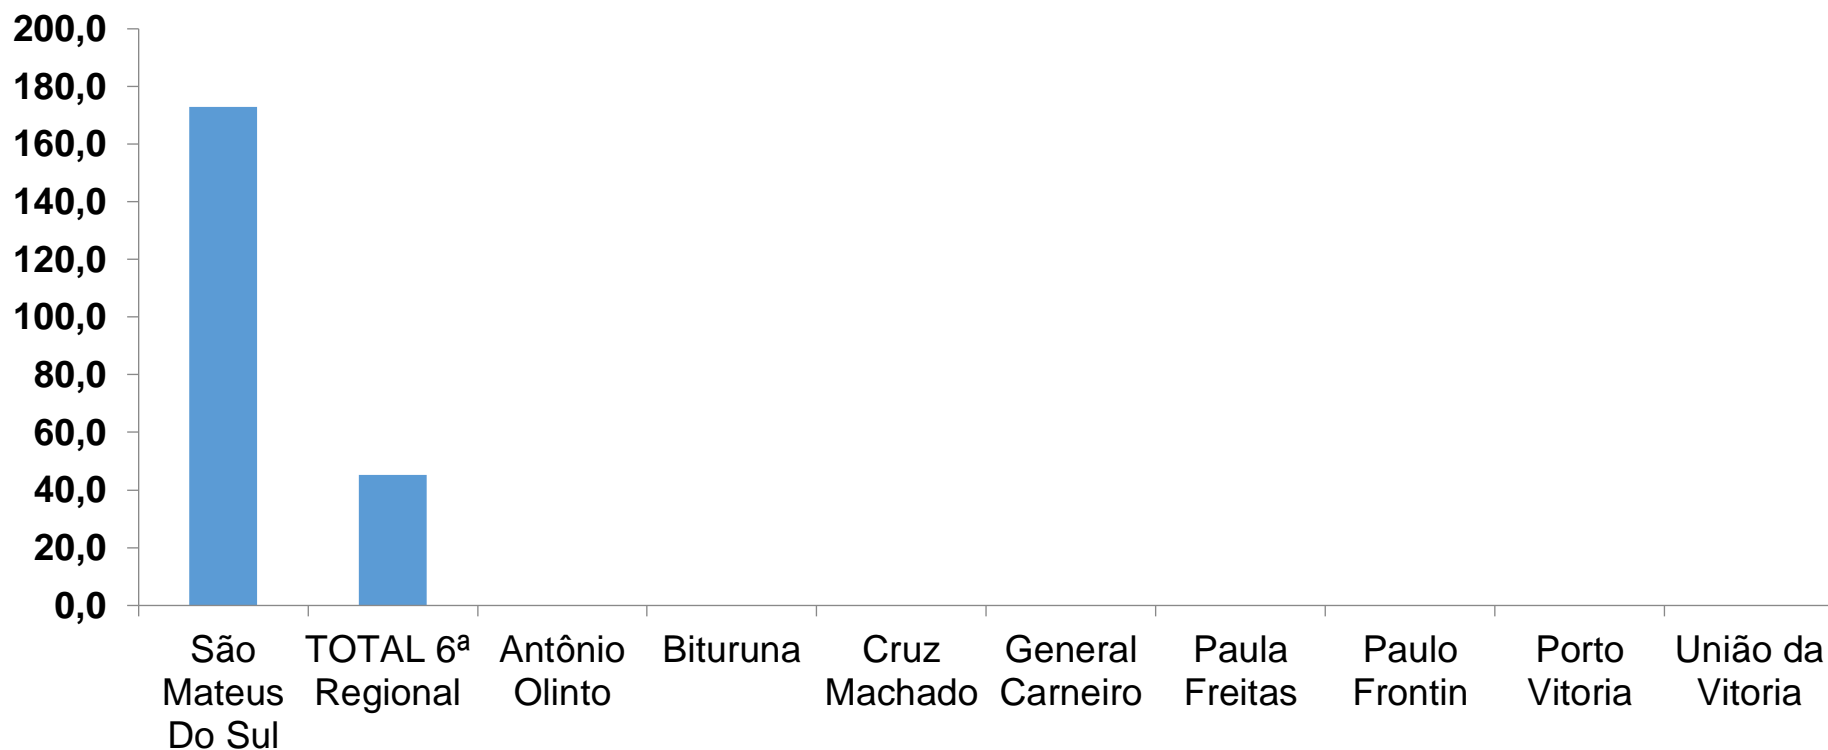 200,0
180,0
160,0
140,0
120,0
100,0
80,0
60,0
40,0
20,0
0,0
São
Mateus
Do Sul
TOTAL 6ª
Regional
Antônio
Olinto
Bituruna
Cruz
Machado
General
Carneiro
Paula
Freitas
Paulo
Frontin
Porto
Vitoria
União da
Vitoria